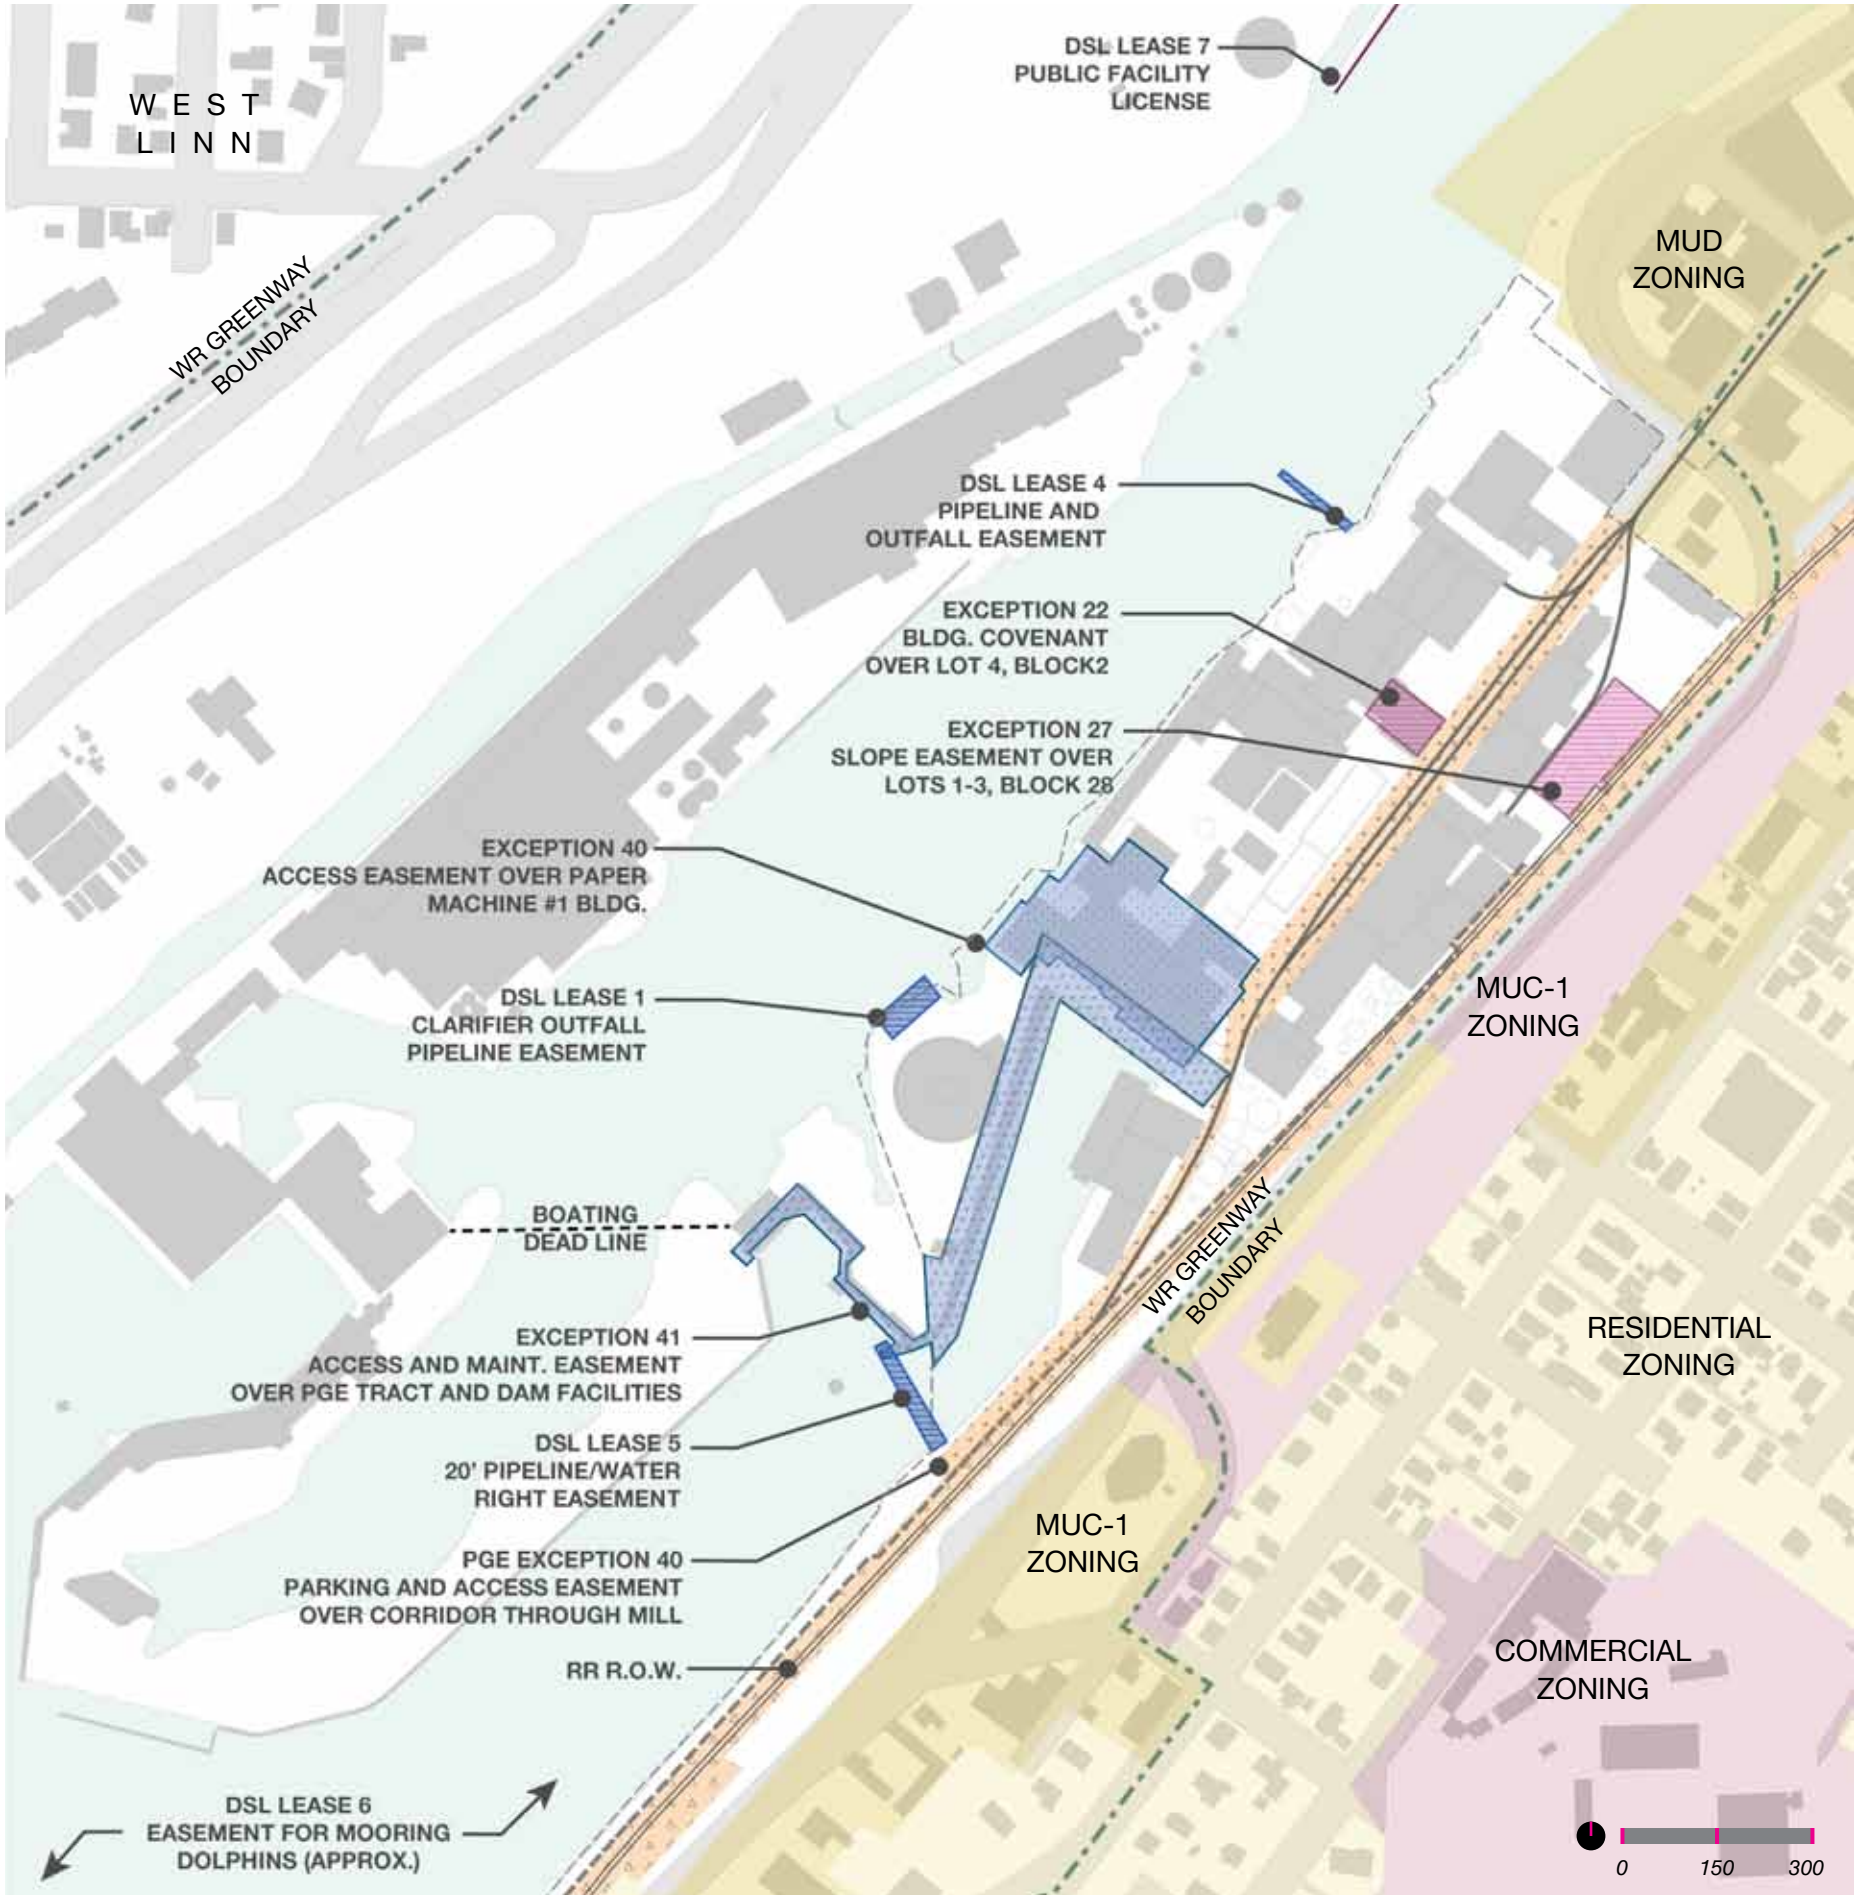 DSL LEASE 7
PUBLIC FACILITY
LICENSE
WEST
LINN
MUD
ZONING
WR GREENWAY
BOUNDARY
DSL LEASE 4
PIPELINE AND
OUTFALL EASEMENT
EXCEPTION 22
BLDG. COVENANT
OVER LOT 4, BLOCK2
EXCEPTION 27
SLOPE EASEMENT OVER
LOTS 1-3, BLOCK 28
EXCEPTION 40
ACCESS EASEMENT OVER PAPER
MACHINE #1 BLDG.
DSL LEASE 1
CLARIFIER OUTFALL
PIPELINE EASEMENT
MUC-1
ZONING
BOATING
DEAD LINE
WR GREENWAY
BOUNDARY
EXCEPTION 41
ACCESS AND MAINT. EASEMENT
OVER PGE TRACT AND DAM FACILITIES
RESIDENTIAL
ZONING
DSL LEASE 5
20' PIPELINE/WATER
RIGHT EASEMENT
MUC-1
ZONING
PGE EXCEPTION 40
PARKING AND ACCESS EASEMENT
OVER CORRIDOR THROUGH MILL
RR R.O.W.
COMMERCIAL
ZONING
DSL LEASE 6
EASEMENT FOR MOORING
DOLPHINS (APPROX.)
0 150 300